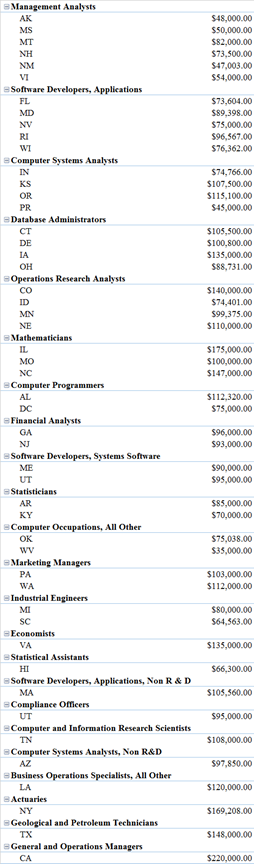 Management Analysts
AK $48,000.00
MS $50,000.00
MT $82,000.00
NH $73,500.00
NM $47,003.00
VI $54,000.00
Software Developers, Applications
FL $73,604.00
MD $89,398.00
NV $75,000.00
RI $96,567.00
WI $76,362.00
Computer Systems Analysts
IN $74,766.00
KS $107,500.00
OR $115,100.00
PR $45,000.00
Database Administrators
CT $105,500.00
DE $100,800.00
IA $135,000.00
OH $88,731.00
Operations Research Analysts
CO $140,000.00
ID $74,401.00
MN $99,375.00
NE $110,000.00
Mathematicians
IL $175,000.00
MO $100,000.00
NC $147,000.00
Computer Programmers
AL $112,320.00
DC $75,000.00
Financial Analysts
GA $96,000.00
NJ $93,000.00
Software Developers, Systems Software
ME $90,000.00
UT $95,000.00
Statisticians
AR $85,000.00
KY $70,000.00
Computer Occupations, All Other
OK $75,038.00
WV $35,000.00
Marketing Managers
PA $103,000.00
WA $112,000.00
Industrial Engineers
MI $80,000.00
SC $64,563.00
Economists
VA $135,000.00
Statistical Assistants
HI $66,300.00
Software Developers, Applications, Non R & D
MA $105,560.00
Compliance Officers
UT $95,000.00
Computer and Information Research Scientists
TN $108,000.00
Computer Systems Analysts, Non R&D
AZ $97,850.00
Business Operations Specialists, All Other
LA $120,000.00
Actuaries
NY $169,208.00
Geological and Petroleum Technicians
TX $148,000.00
General and Operations Managers
CA $220,000.00